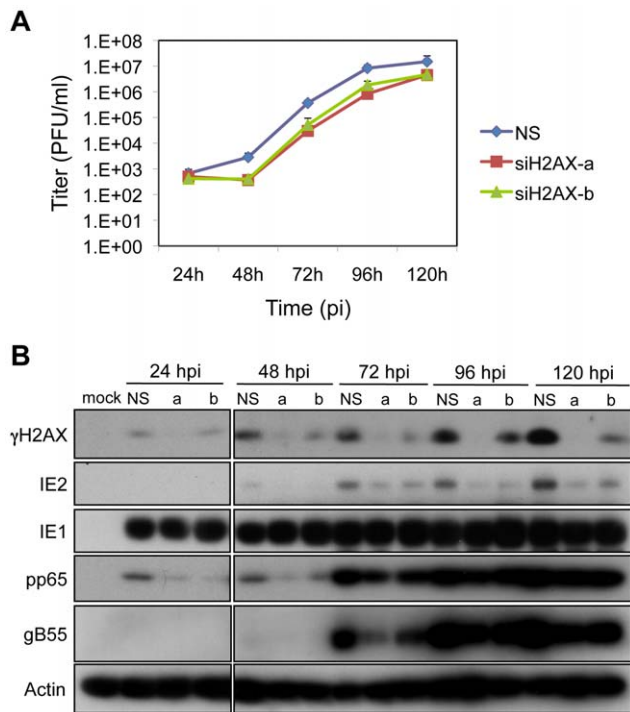 A
Titer (PFU/ml)
1.E+08
1.E+07
1.E+06
1.E+05
1.E+04
1.E+03
1.E+02
1.E+01
1.E+00
24h 48h 72h 96h 120h
Time (pi)
NS
siH2AX-a
siH2AX-b
B
24 hpi 48 hpi 72 hpi 96 hpi 120 hpi
mock NS a b NS a b NS a b NS a b NS a b
γH2AX
IE2
IE1
pp65
gB55
Actin